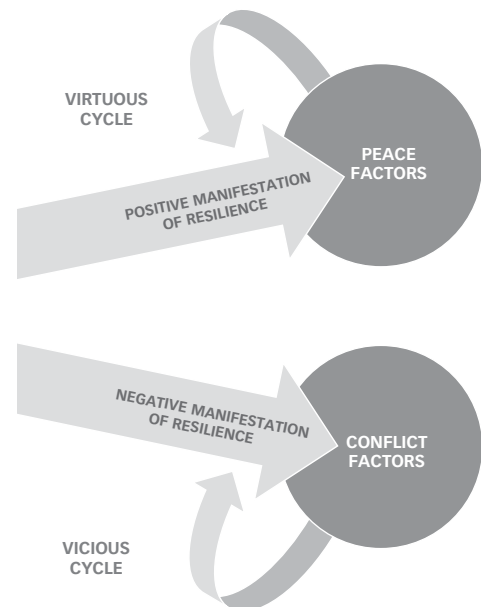 VIRTUOUS
CYCLE
PEACE
FACTORS
POSITIVE MANIFESTATION
OF RESILIENCE
NEGATIVE MANIFESTATION
OF RESILIENCE
CONFLICT
FACTORS
VICIOUS
CYCLE